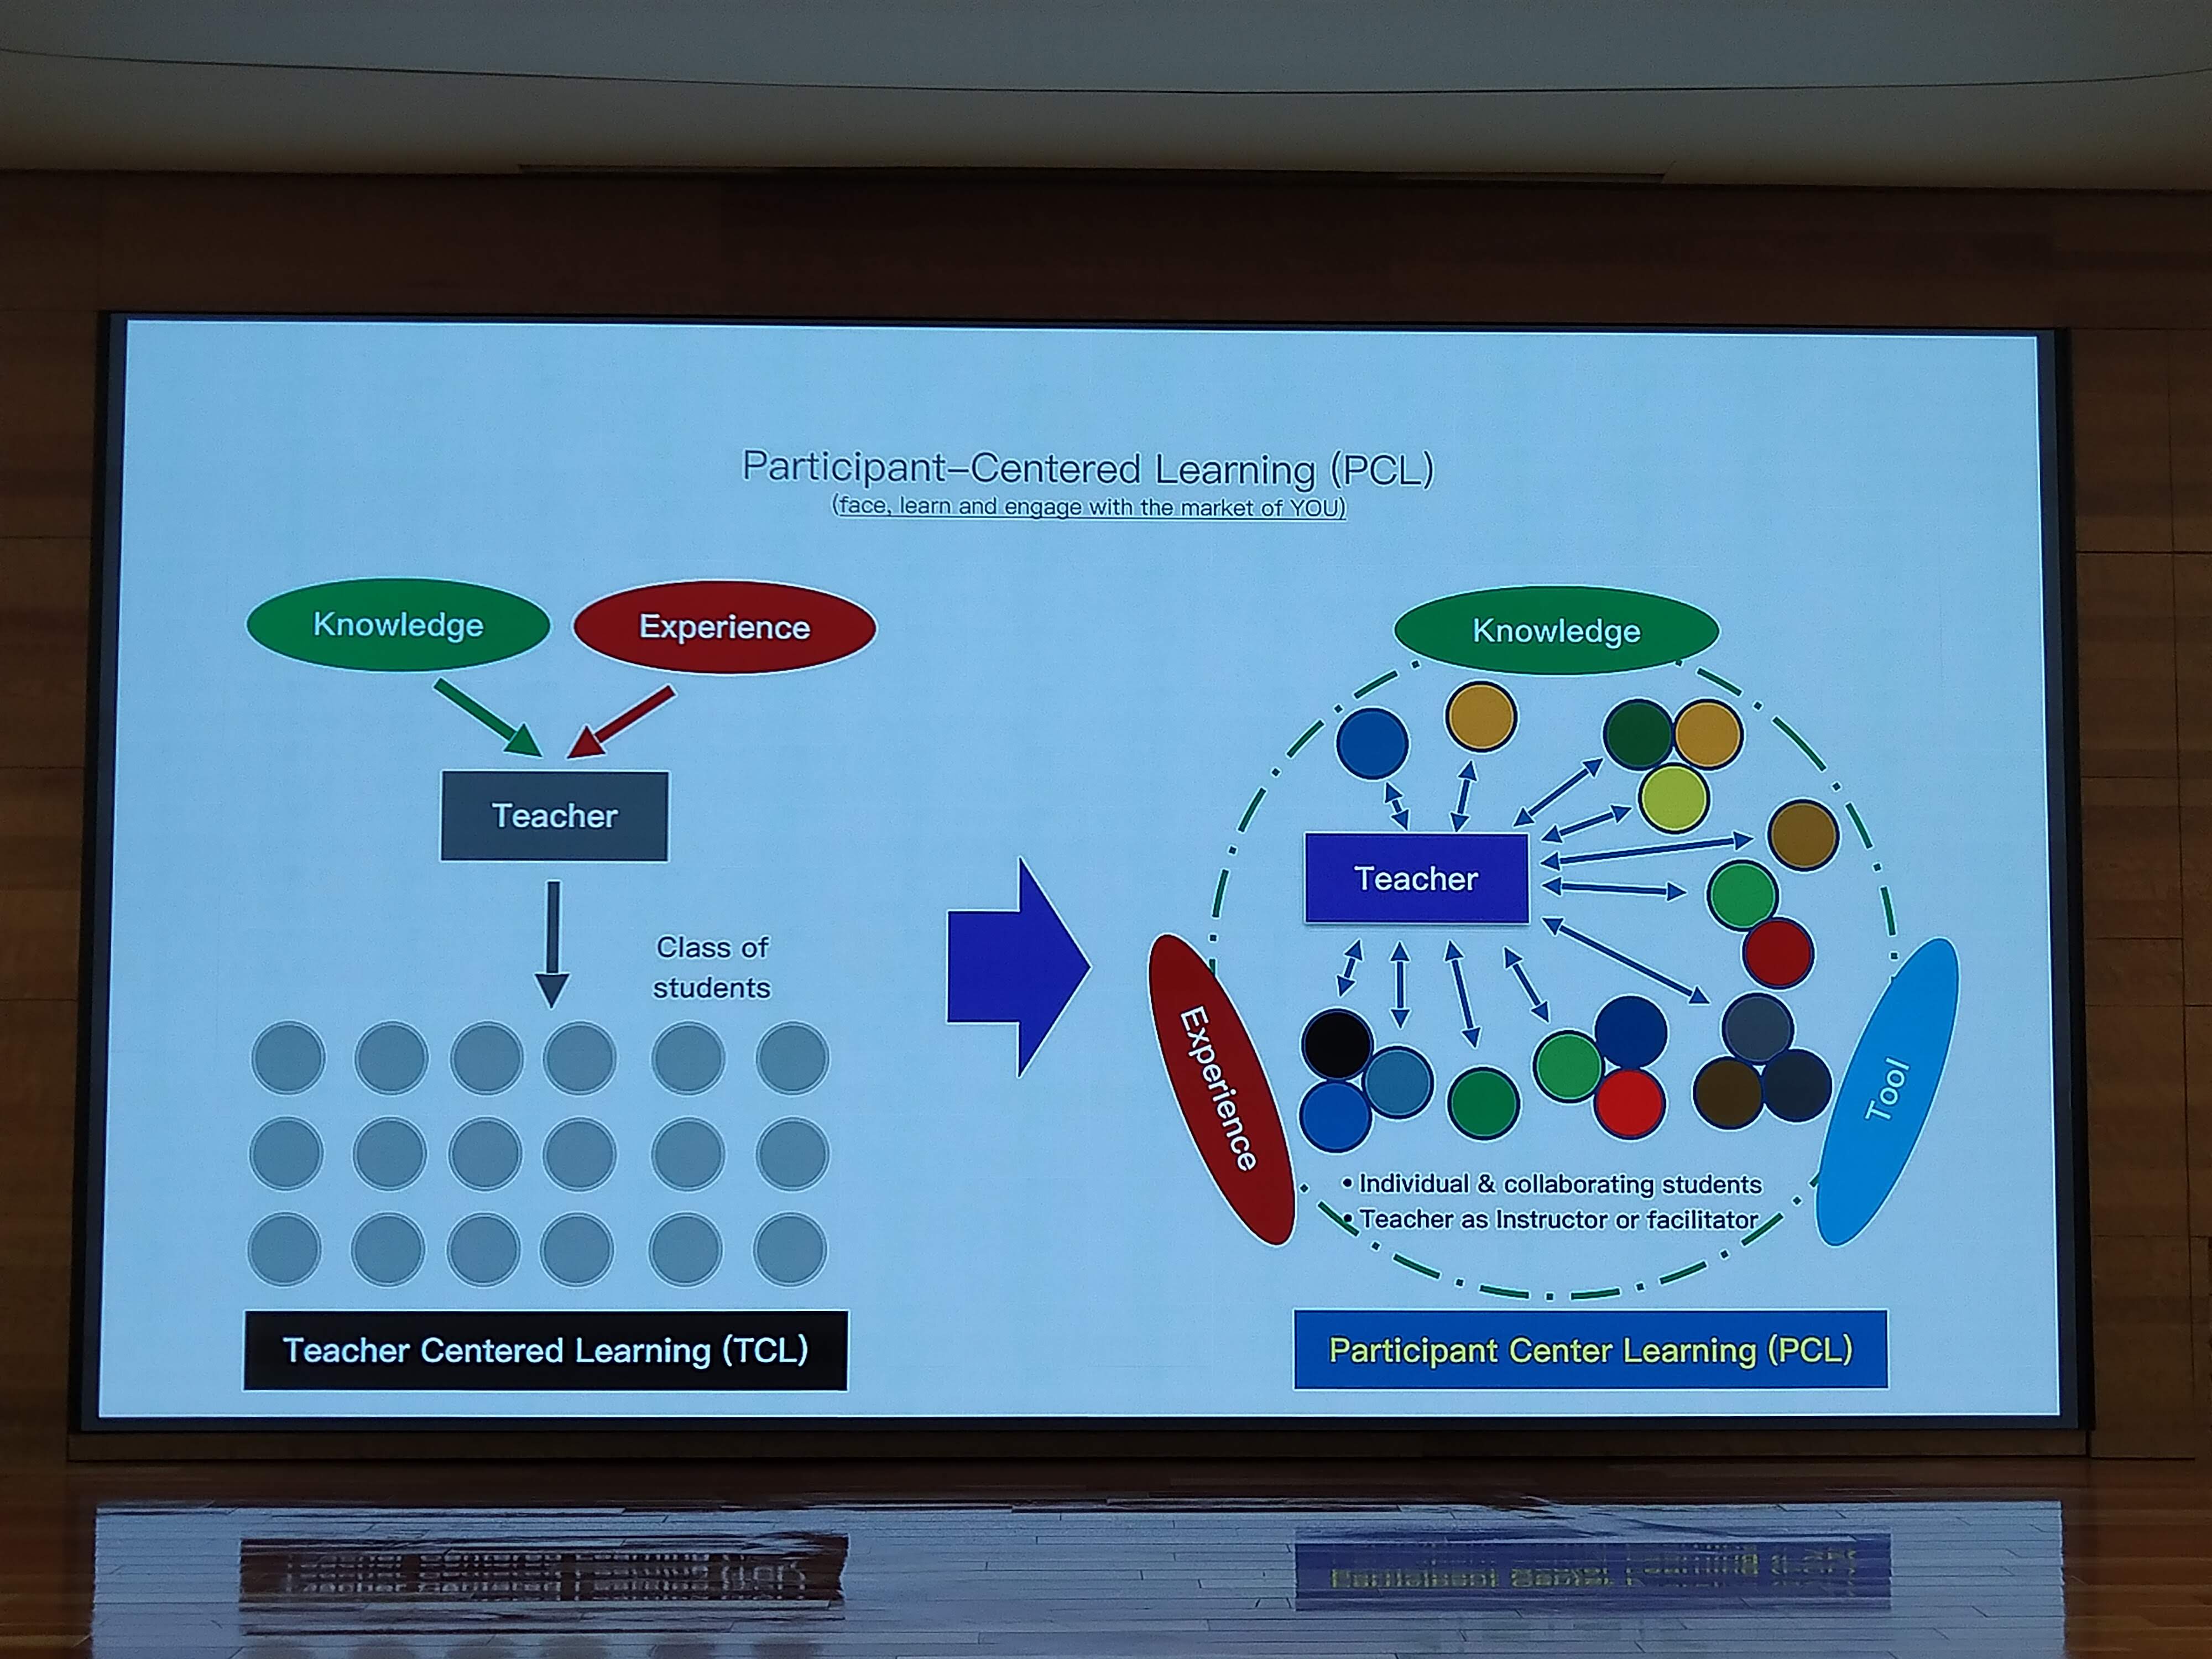 Participant-Centered Learning (PCL)
(face, learn and engage with the market of YOU)
Knowledge
Experience
Teacher
Class of
students
Teacher Centered Learning (TCL)
Knowledge
Teacher
Experience
Tool
• Individual & collaborating students
• Teacher as Instructor or facilitator
Participant Center Learning (PCL)